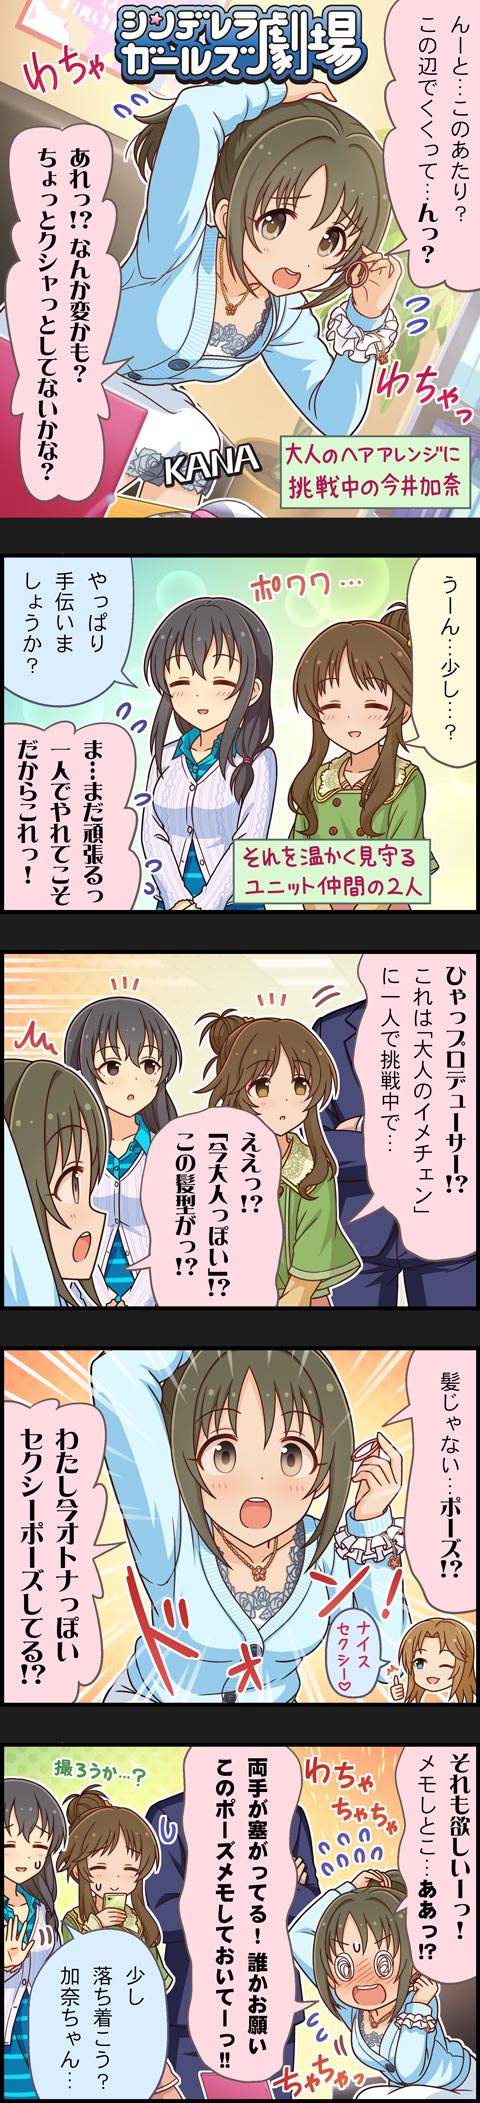 シンデレラ
ガールズ劇場
んーと…このあたり?
この辺でくくって…んっ?
わちゃ
あれっ!?なんか変かも?
ちょっとクシャっとしてないかな?
わちゃっ
KANA
大人のヘアアレンジに
挑戦中の今井加奈
うーん…少し…?
ポワワ…
やっぱり
手伝いま
しょうか?
ま…まだ頑張るっ
一人でやれてこそ
だからこれっ!
それを温かく見守る
ユニット仲間の2人
ひゃっプロデューサー!?
これは「大人のイメチェン」
に一人で挑戦中で…
ええっ!?
「今大人っぽい」!?
この髪型がっ!?
髪じゃない…ポーズ!?
わたし今オトナっぽい
セクシーポーズしてる!?
ドォン!
ナイス
セクシー♡
それも欲しいーっ!
メモしとこ…ああっ!?
わちゃ
ちゃちゃ
両手が塞がってる!誰かお願い
このポーズメモしておいてーっ!!
撮ろうか…?
少し
落ち着こう?
加奈ちゃん…
ちゃちゃっ